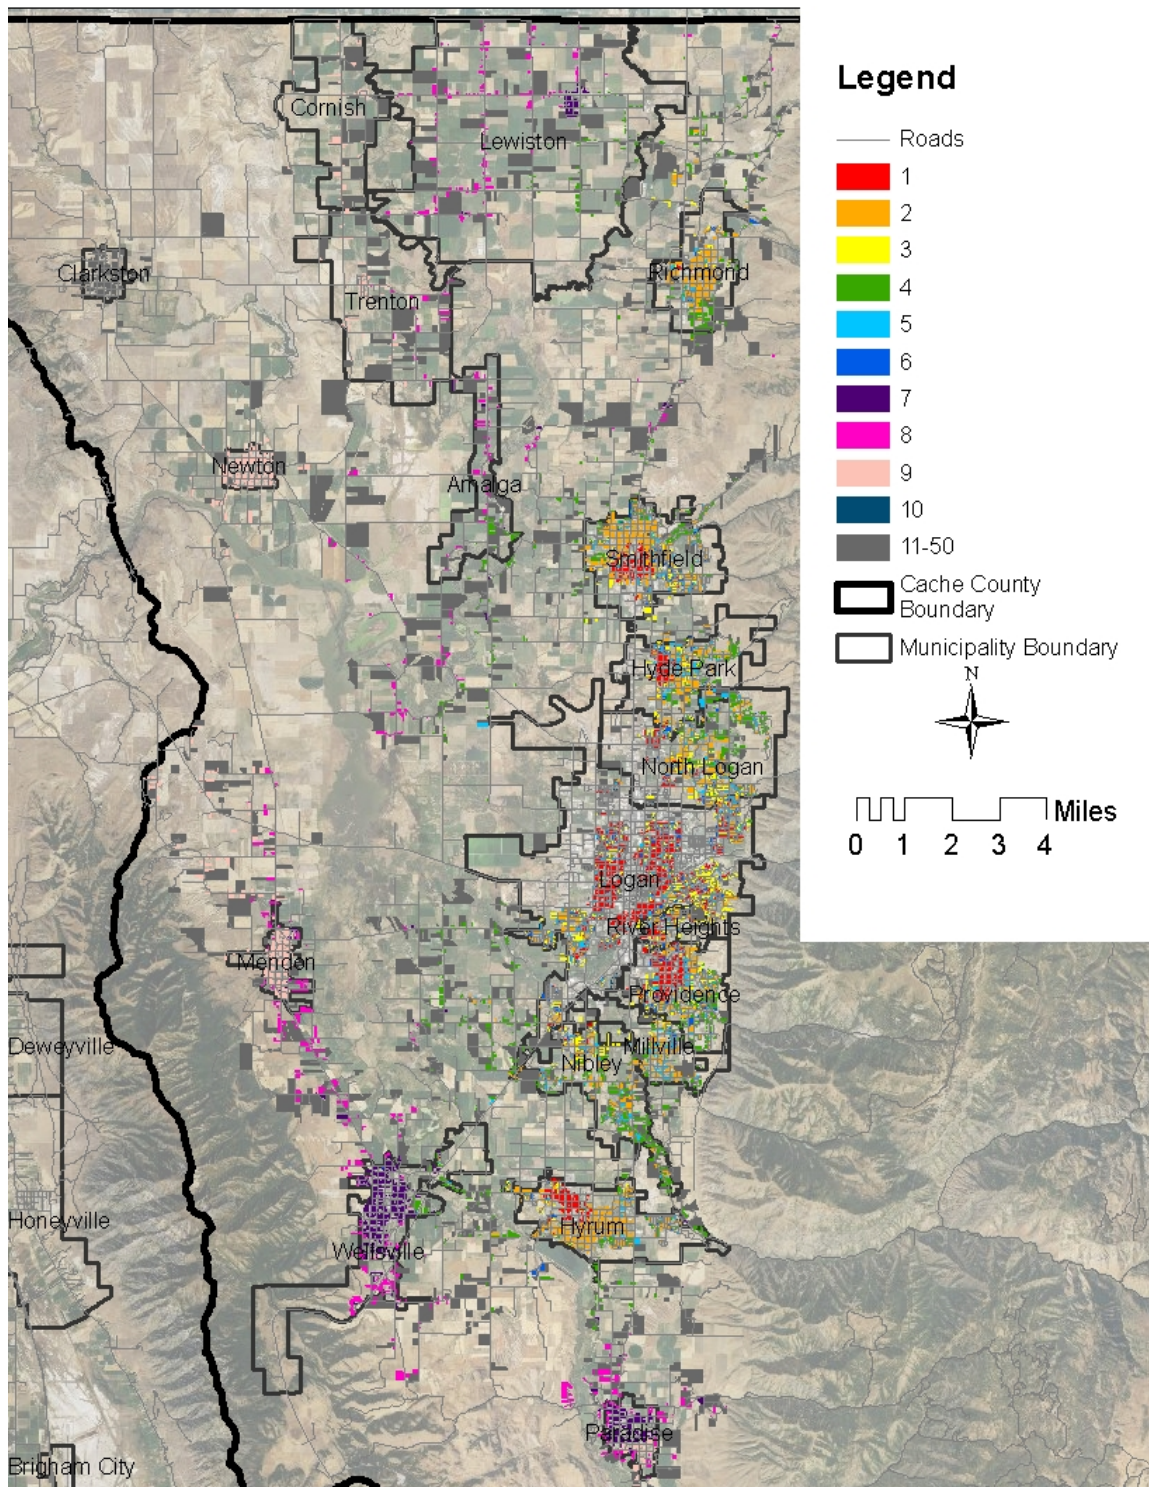 Legend
Roads
1
2
3
4
5
6
7
8
9
10
11-50
Cache County
Boundary
Municipality Boundary
N
Miles
0 1 2 3 4
Cornish
Lewiston
Clarkston
Richmond
Trenton
Newton
Amalga
Smithfield
Hyde Park
North Logan
Logan
River Heights
Mendon
Providence
Deweyville
Millville
Nibley
Honeyville
Hyrum
Wellsville
Paradise
Brigham City